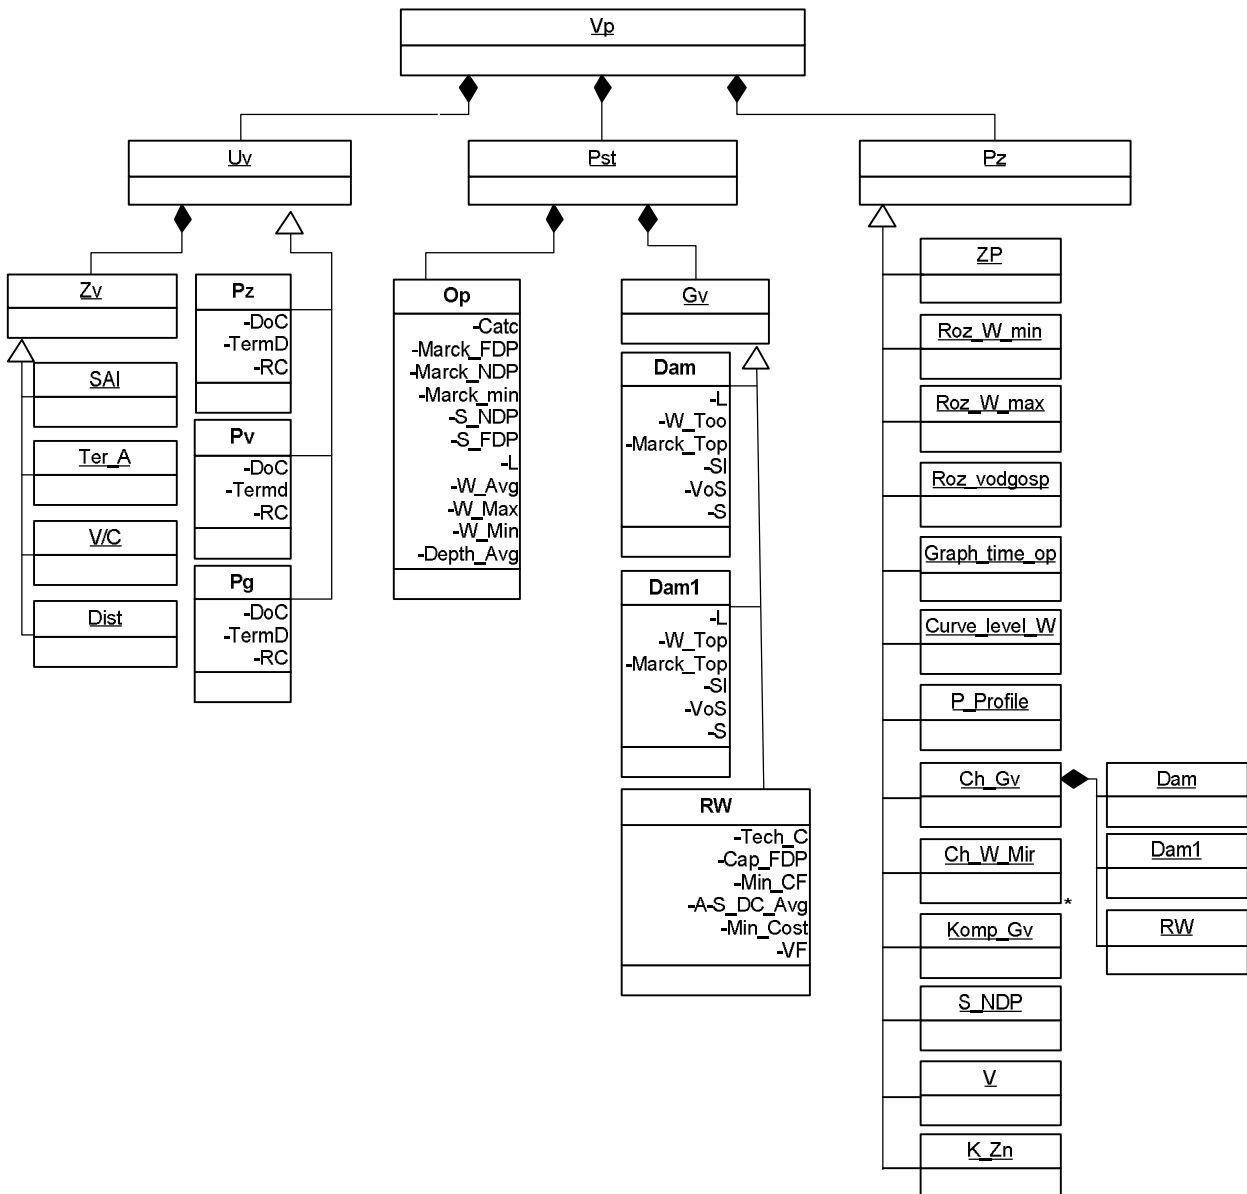 Vp
Uv
Pst
Pz
Zv
SAI
Ter_A
V/C
Dist
Pz
-DoC
-TermD
-RC
Pv
-DoC
-Termd
-RC
Pg
-DoC
-TermD
-RC
Op
-Catc
-Marck_FDP
-Marck_NDP
-Marck_min
-S_NDP
-S_FDP
-L
-W_Avg
-W_Max
-W_Min
-Depth_Avg
Gv
Dam
-L
-W_Too
-Marck_Top
-SI
-VoS
-S
Dam1
-L
-W_Top
-Marck_Top
-SI
-VoS
-S
RW
-Tech_C
-Cap_FDP
-Min_CF
-A-S_DC_Avg
-Min_Cost
-VF
ZP
Roz_W_min
Roz_W_max
Roz_vodgosp
Graph_time_op
Curve_level_W
P_Profile
Ch_Gv
Ch_W_Mir
*
Komp_Gv
S_NDP
V
K_Zn
Dam
Dam1
RW